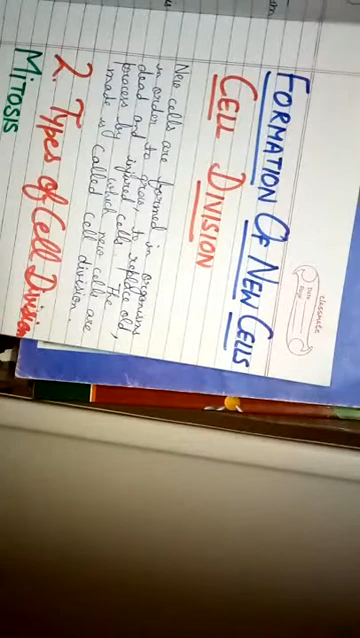 classmate
Date
Page
FORMATION OF NEW CELLS
CELL DIVISION
New cells are formed in organisms
in order to grow, to replace old,
dead and injured cells. The
process by which new cells are
made is called cell division
2 Types of Cell Division
MITOSIS